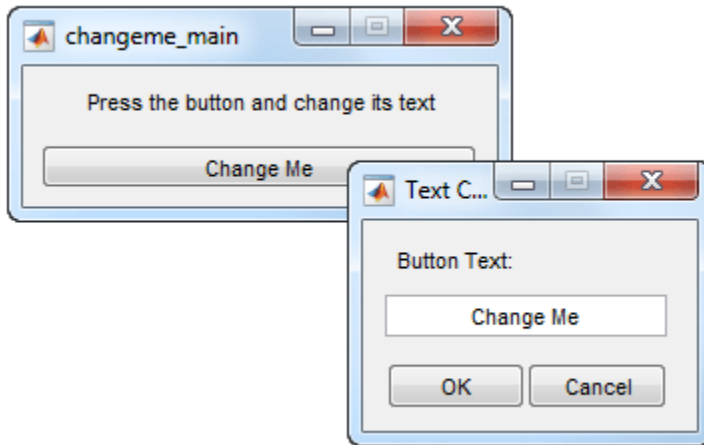 changeme_main
Press the button and change its text
Change Me
Text C...
Button Text:
Change Me
OK
Cancel